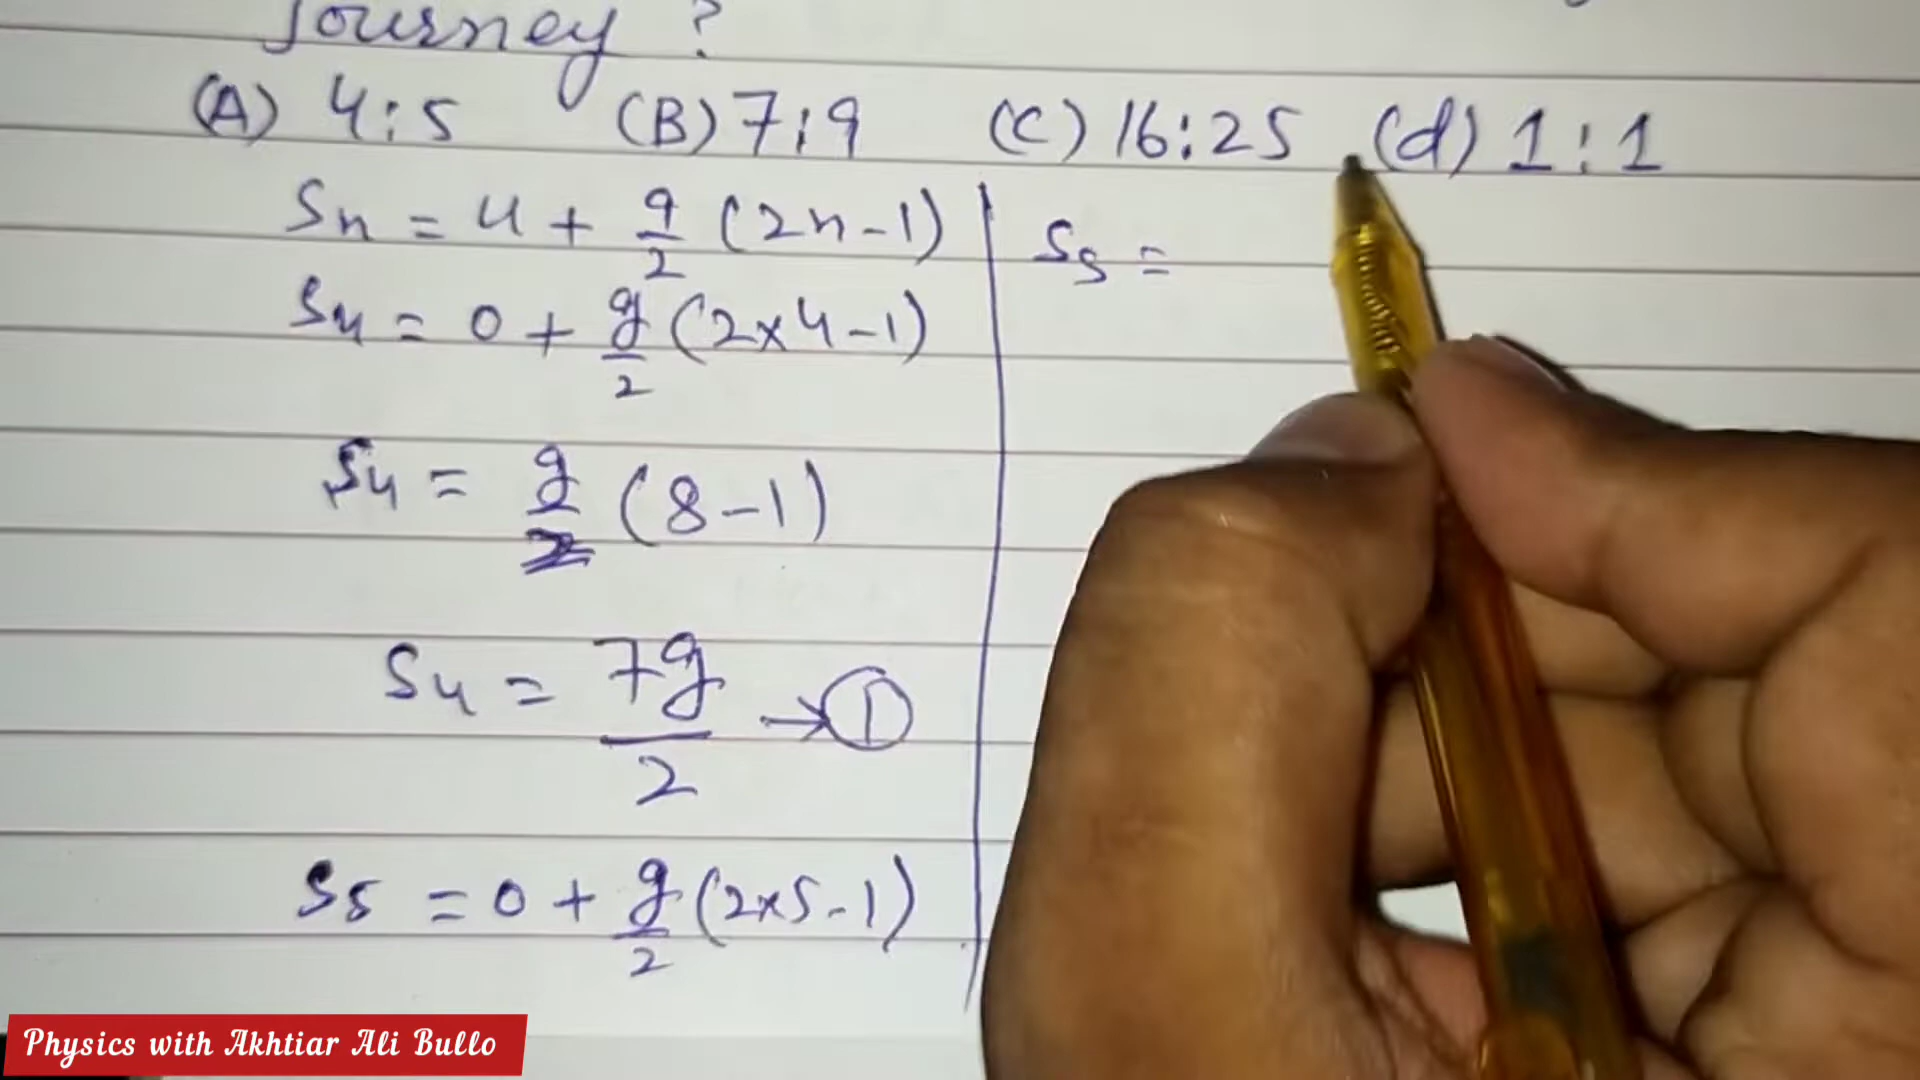 Journey ?
(A) 4:5 (B) 7:9 (C) 16:25 (d) 1:1
Sn = u + a/2 (2n-1)
S4 = 0 + g/2 (2×4-1)
S4 = g/2 (8-1)
S4 = 7g/2 → ①
S5 = 0 + g/2 (2×5-1)
S5 =
Physics with Akhtiar Ali Bullo